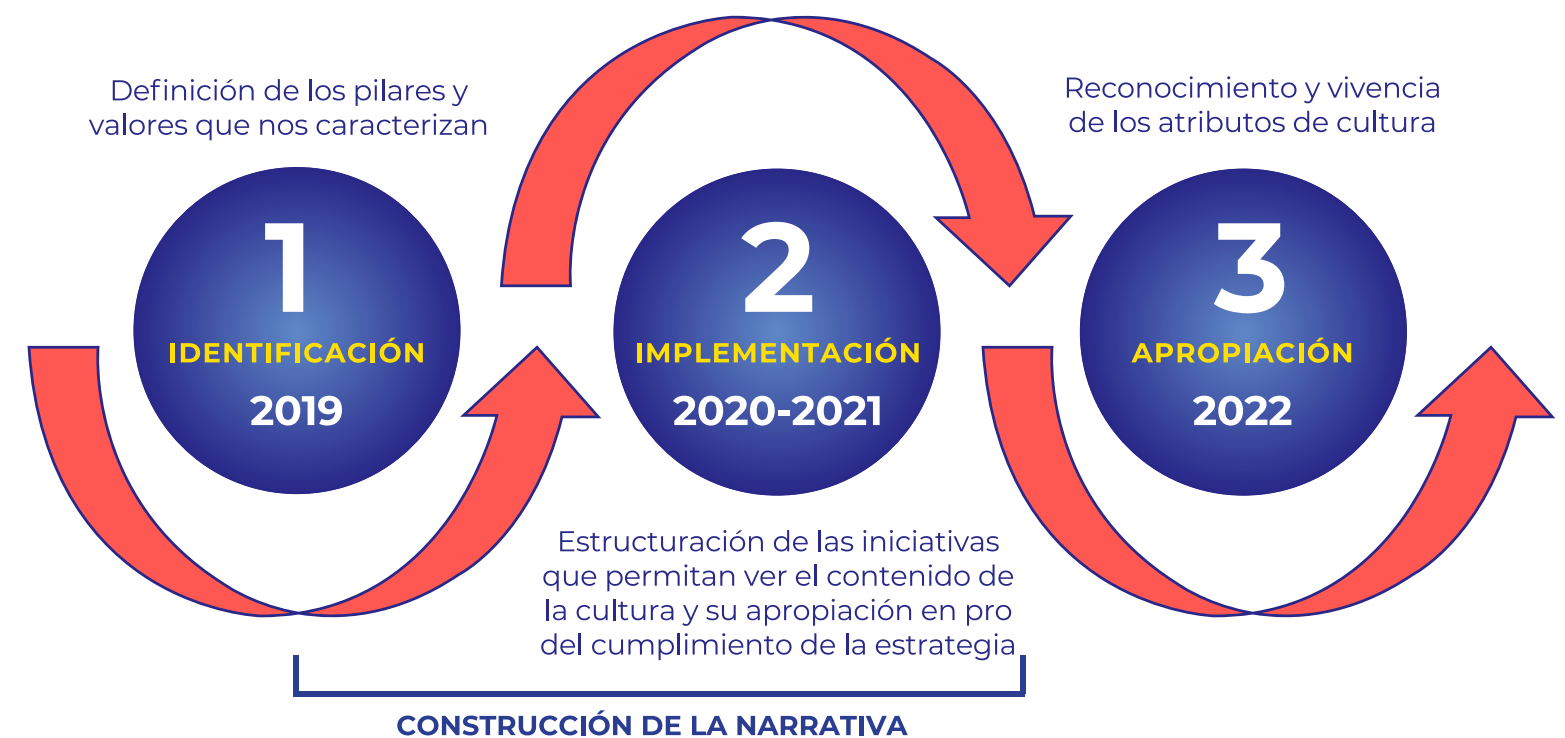 Definición de los pilares y
valores que nos caracterizan
1
IDENTIFICACIÓN
2019
2
IMPLEMENTACIÓN
2020-2021
Estructuración de las iniciativas
que permitan ver el contenido de
la cultura y su apropiación en pro
del cumplimiento de la estrategia
Reconocimiento y vivencia
de los atributos de cultura
3
APROPIACIÓN
2022
CONSTRUCCIÓN DE LA NARRATIVA